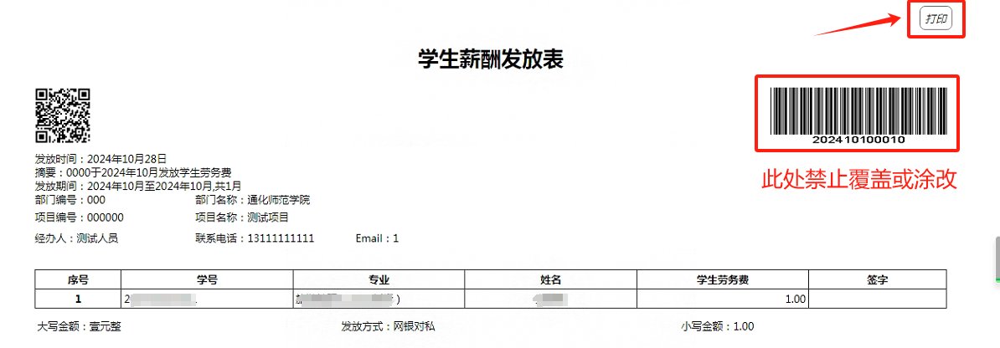 打印
学生薪酬发放表
202410100010
此处禁止覆盖或涂改
发放时间：2024年10月28日
摘要：0000于2024年10月发放学生劳务费
发放期间：2024年10月至2024年10月,共1月
部门编号：000 部门名称：通化师范学院
项目编号：000000 项目名称：测试项目
经办人：测试人员 联系电话：13111111111 Email：1
序号 学号 专业 姓名 学生劳务费 签字
1 2 ) 1.00
大写金额：壹元整 发放方式：网银对私 小写金额：1.00